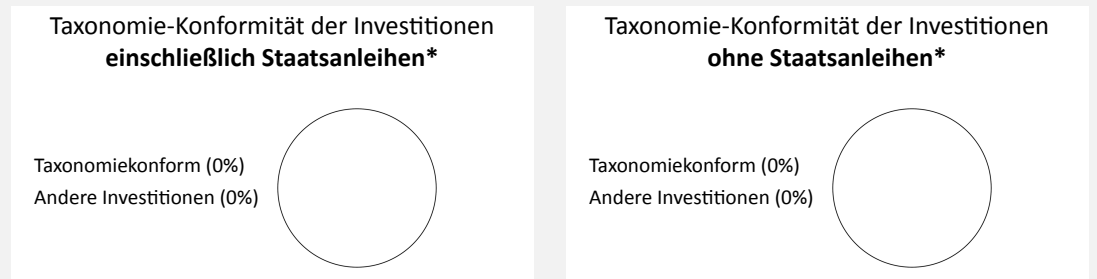 Taxonomie-Konformität der Investitionen
einschließlich Staatsanleihen*
Taxonomiekonform (0%)
Andere Investitionen (0%)
Taxonomie-Konformität der Investitionen
ohne Staatsanleihen*
Taxonomiekonform (0%)
Andere Investitionen (0%)